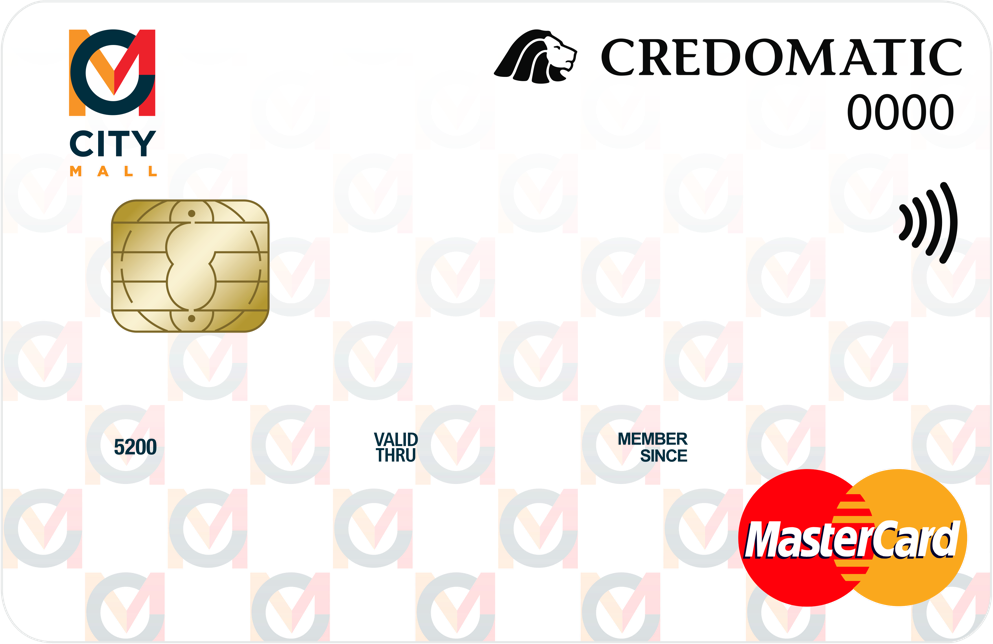 CITY
MALL
CREDOMATIC
0000
5200
VALID
THRU
MEMBER
SINCE
MasterCard